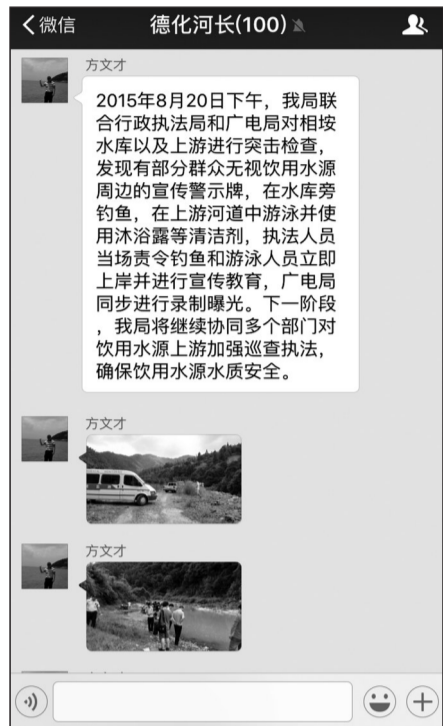 微信
德化河长(100)
方文才
2015年8月20日下午，我局联
合行政执法局和广电局对相垵
水库以及上游进行突击检查，
发现有部分群众无视饮用水源
周边的宣传警示牌，在水库旁
钓鱼，在上游河道中游泳并使
用沐浴露等清洁剂，执法人员
当场责令钓鱼和游泳人员立即
上岸并进行宣传教育，广电局
同步进行录制曝光。下一阶段
，我局将继续协同多个部门对
饮用水源上游加强巡查执法，
确保饮用水源水质安全。
方文才
方文才